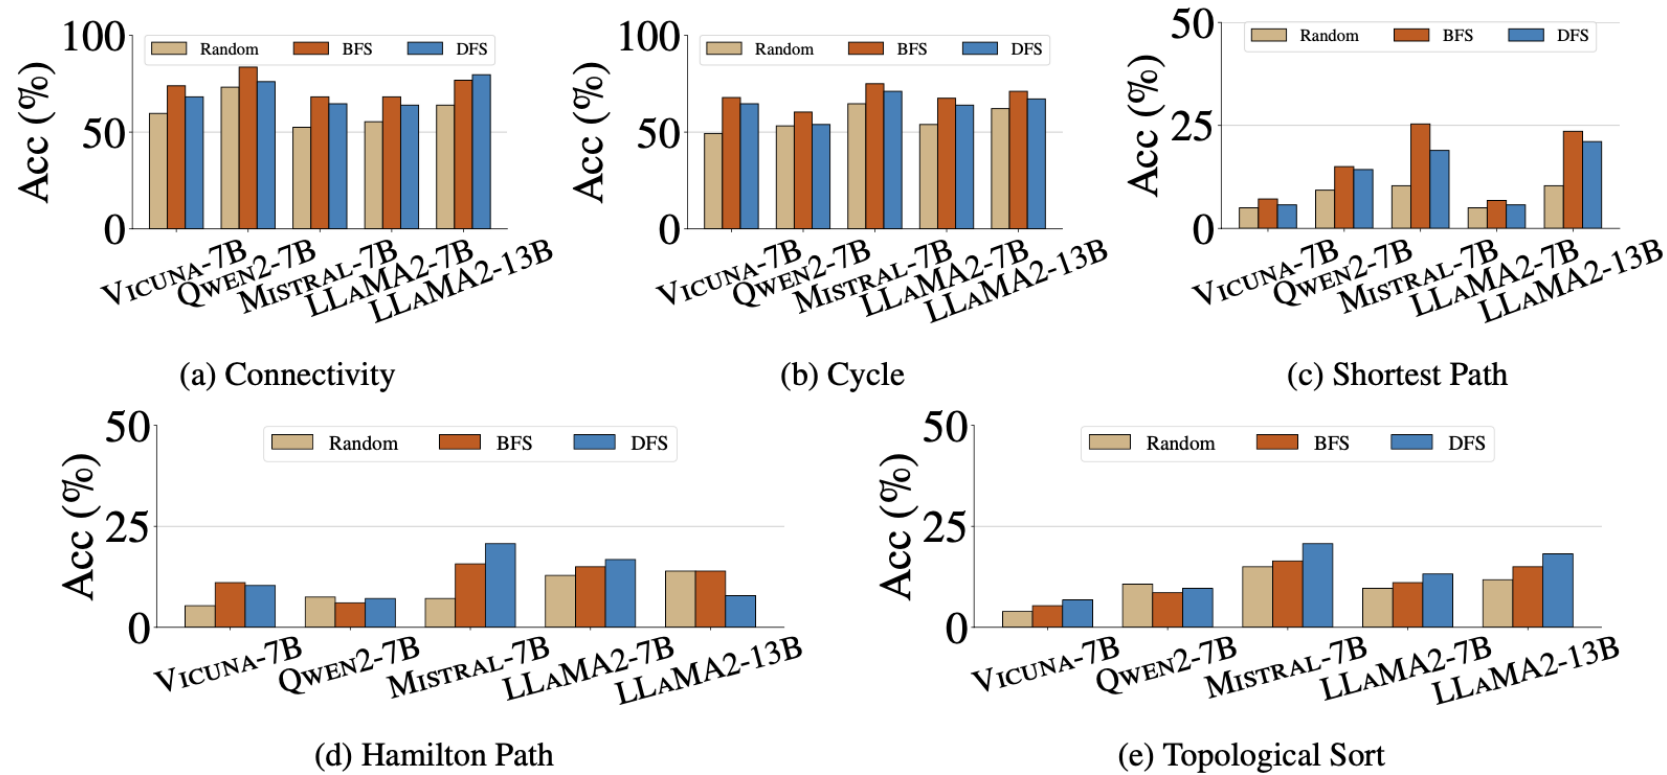 100
50
0
Acc (%)
Random BFS DFS
VICUNA-7B
QWEN2-7B
MISTRAL-7B
LLAMA2-7B
LLAMA2-13B
(a) Connectivity
100
50
0
Acc (%)
Random BFS DFS
VICUNA-7B
QWEN2-7B
MISTRAL-7B
LLAMA2-7B
LLAMA2-13B
(b) Cycle
50
25
0
Acc (%)
Random BFS DFS
VICUNA-7B
QWEN2-7B
MISTRAL-7B
LLAMA2-7B
LLAMA2-13B
(c) Shortest Path
50
25
0
Acc (%)
Random BFS DFS
VICUNA-7B
QWEN2-7B
MISTRAL-7B
LLAMA2-7B
LLAMA2-13B
(d) Hamilton Path
50
25
0
Acc (%)
Random BFS DFS
VICUNA-7B
QWEN2-7B
MISTRAL-7B
LLAMA2-7B
LLAMA2-13B
(e) Topological Sort